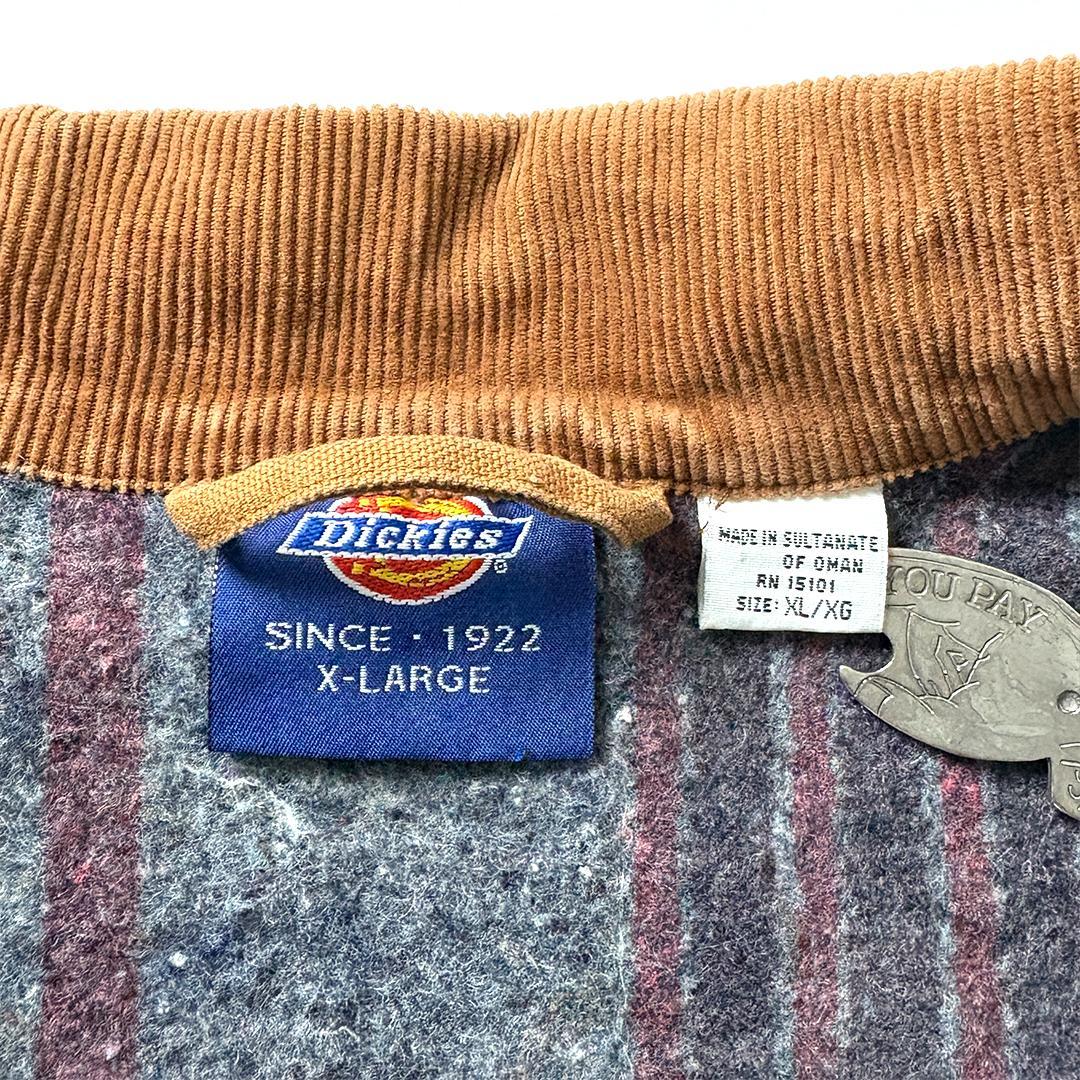 Dickies
®
SINCE · 1922
X-LARGE
MADE IN SULTANATE
OF OMAN
RN 15101
SIZE: XL/XG
YOU PAY